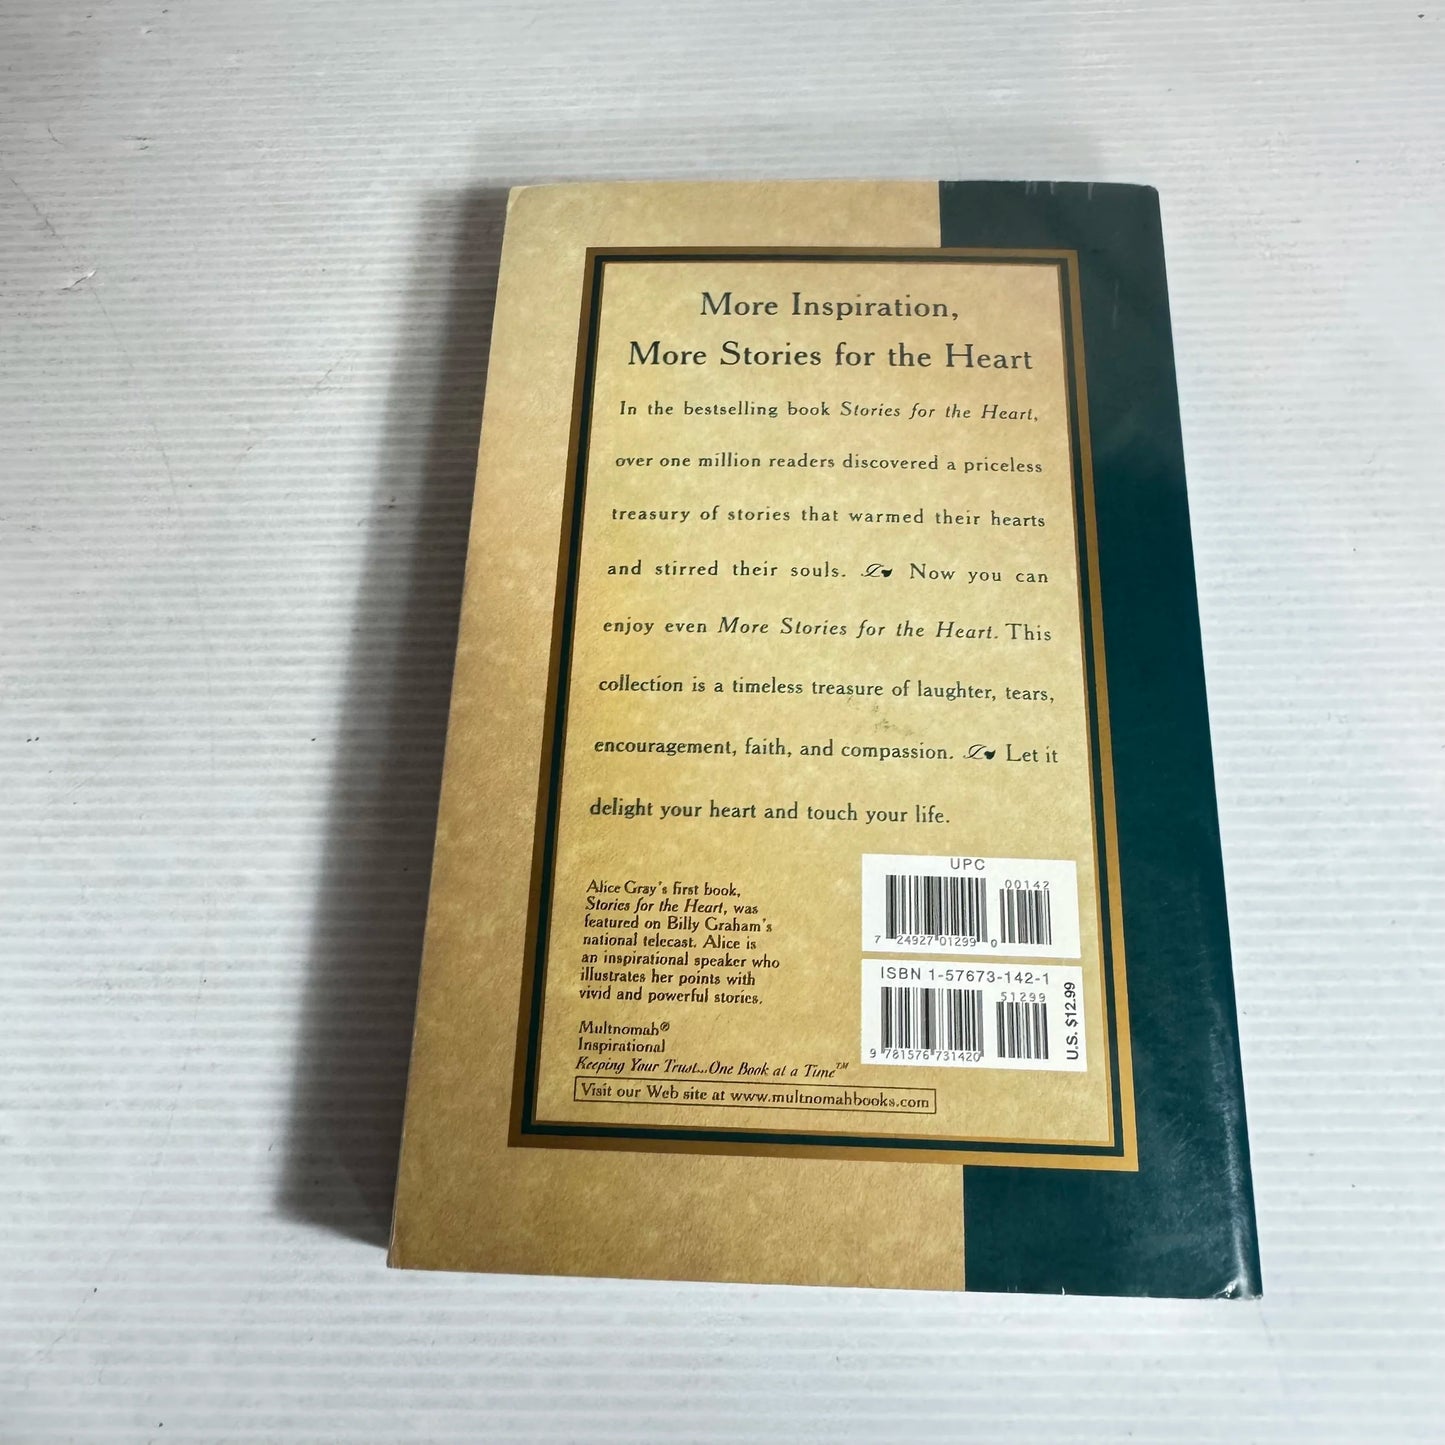 More Inspiration,
More Stories for the Heart
In the bestselling book Stories for the Heart,
over one million readers discovered a priceless
treasury of stories that warmed their hearts
and stirred their souls. Now you can
enjoy even More Stories for the Heart. This
collection is a timeless treasure of laughter, tears,
encouragement, faith, and compassion. Let it
delight your heart and touch your life.
Alice Gray's first book,
Stories for the Heart, was
featured on Billy Graham's
national telecast. Alice is
an inspirational speaker who
illustrates her points with
vivid and powerful stories.
Multnomah®
Inspirational
Keeping Your Trust...One Book at a Time™
Visit our Web site at www.multnomahbooks.com
UPC
00142
7 24927 01299 0
ISBN 1-57673-142-1
51299
9 781576 731420
U.S. $12.99